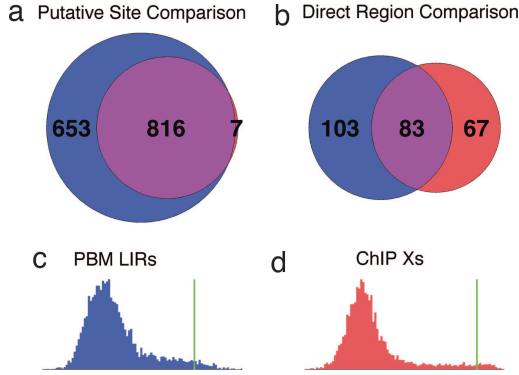 a Putative Site Comparison
b Direct Region Comparison
653 816 7
103 83 67
c PBM LIRs
d ChIP Xs